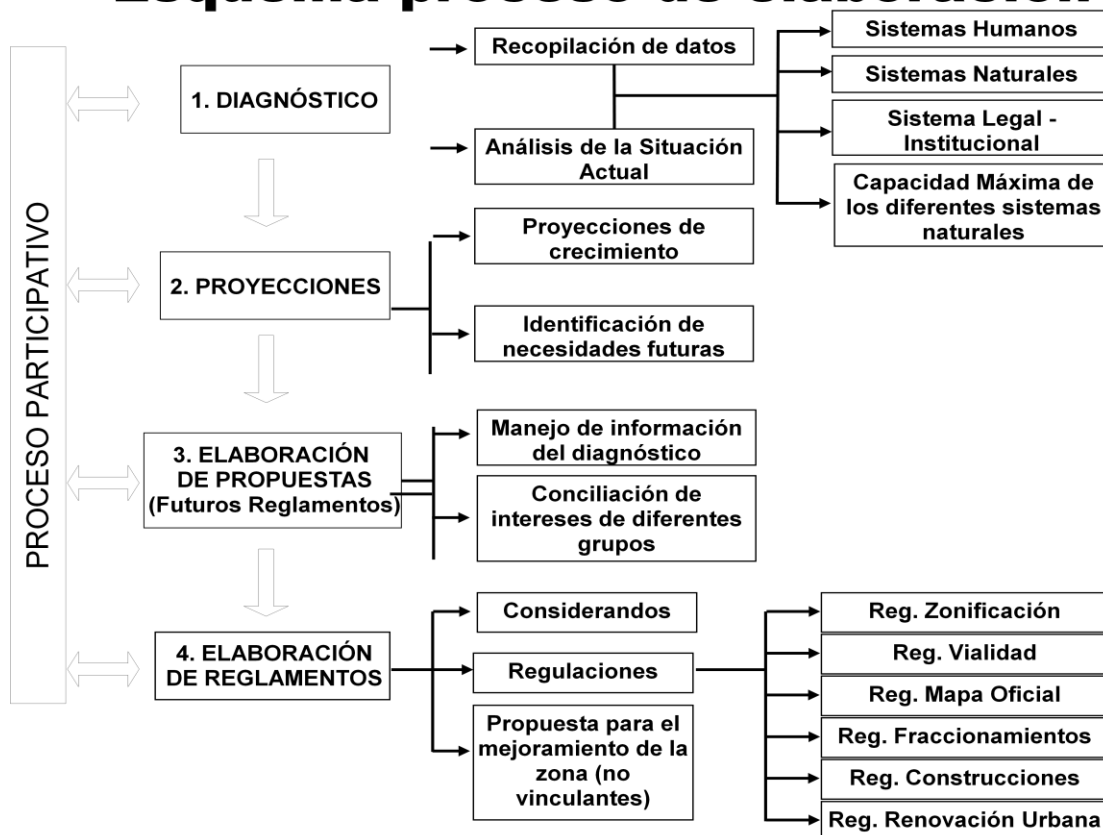 Esquema proceso de elaboración
PROCESO PARTICIPATIVO
1. DIAGNÓSTICO
Recopilación de datos
Análisis de la Situación
Actual
Sistemas Humanos
Sistemas Naturales
Sistema Legal -
Institucional
Capacidad Máxima de
los diferentes sistemas
naturales
2. PROYECCIONES
Proyecciones de
crecimiento
Identificación de
necesidades futuras
3. ELABORACIÓN
DE PROPUESTAS
(Futuros Reglamentos)
Manejo de información
del diagnóstico
Conciliación de
intereses de diferentes
grupos
4. ELABORACIÓN
DE REGLAMENTOS
Considerandos
Regulaciones
Propuesta para el
mejoramiento de la
zona (no
vinculantes)
Reg. Zonificación
Reg. Vialidad
Reg. Mapa Oficial
Reg. Fraccionamientos
Reg. Construcciones
Reg. Renovación Urbana